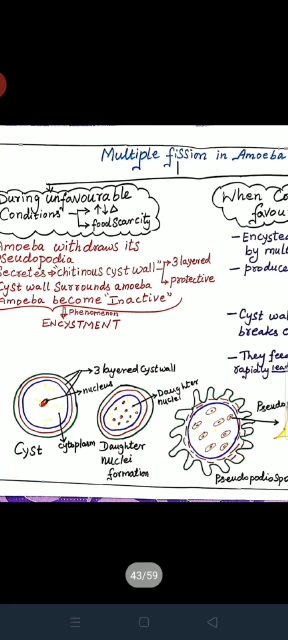 Multiple fission in Amoeba
During unfavourable
Conditions → ↑↓Δ
→ food scarcity
Amoeba withdraws its
pseudopodia
Secretes → chitinous cyst wall → 3 layered
→ protective
Cyst wall Surrounds amoeba
Amoeba become "Inactive"
Phenomenon
ENCYSTMENT
When Co
favou
- Encyste
by mul
- produce
- Cyst wa
breaks
- They fee
rapidly
3 layered Cyst wall
nucleus
cytoplasm
Cyst
Daughter
nuclei
Daughter
nuclei
formation
Pseudop
Pseudopodiospo
43/59